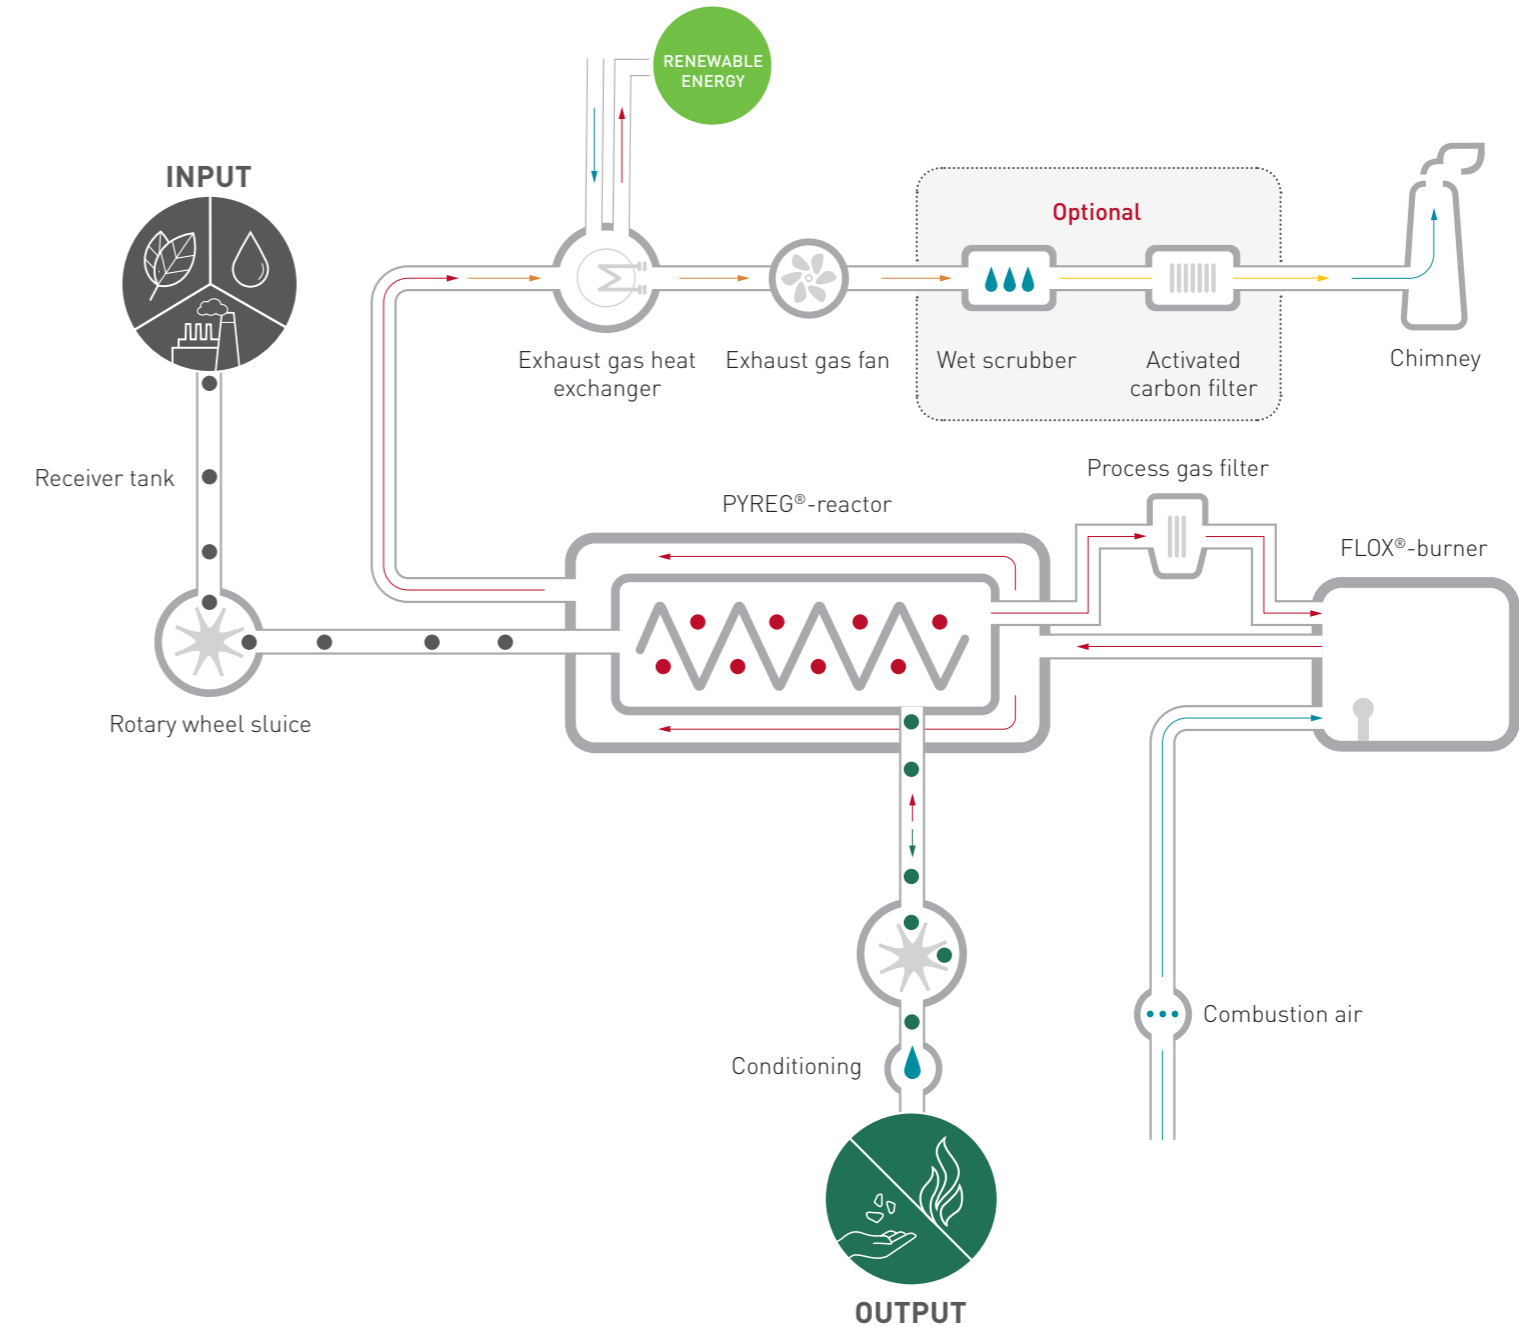 RENEWABLE
ENERGY
INPUT
Optional
Exhaust gas heat
exchanger
Exhaust gas fan
Wet scrubber
Activated
carbon filter
Chimney
Receiver tank
Process gas filter
PYREG®-reactor
FLOX®-burner
Rotary wheel sluice
Combustion air
Conditioning
OUTPUT